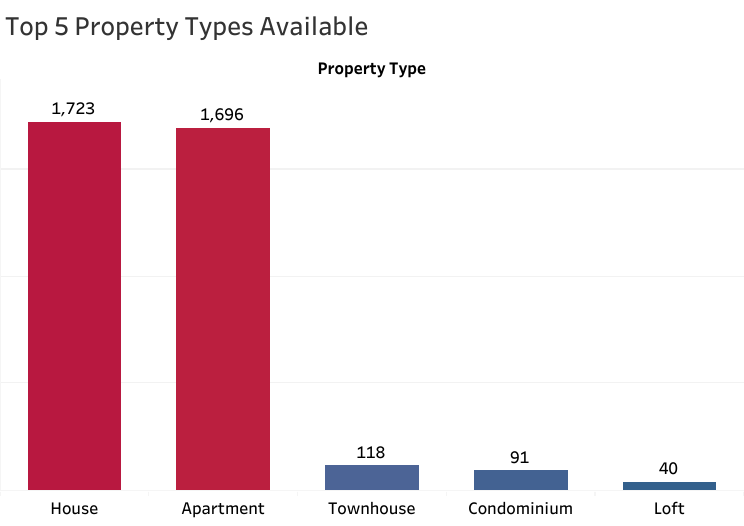 Top 5 Property Types Available
Property Type
1,723
1,696
118
91
40
House
Apartment
Townhouse
Condominium
Loft